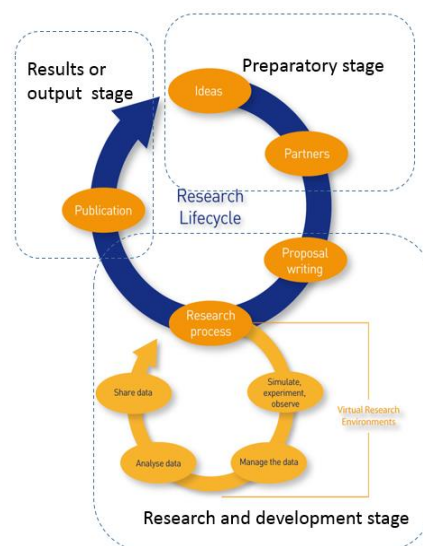 Results or
output stage
Preparatory stage
Ideas
Partners
Research
Lifecycle
Publication
Proposal
writing
Research
process
Simulate,
experiment,
observe
Share data
Virtual Research
Environments
Analyse data
Manage the data
Research and development stage